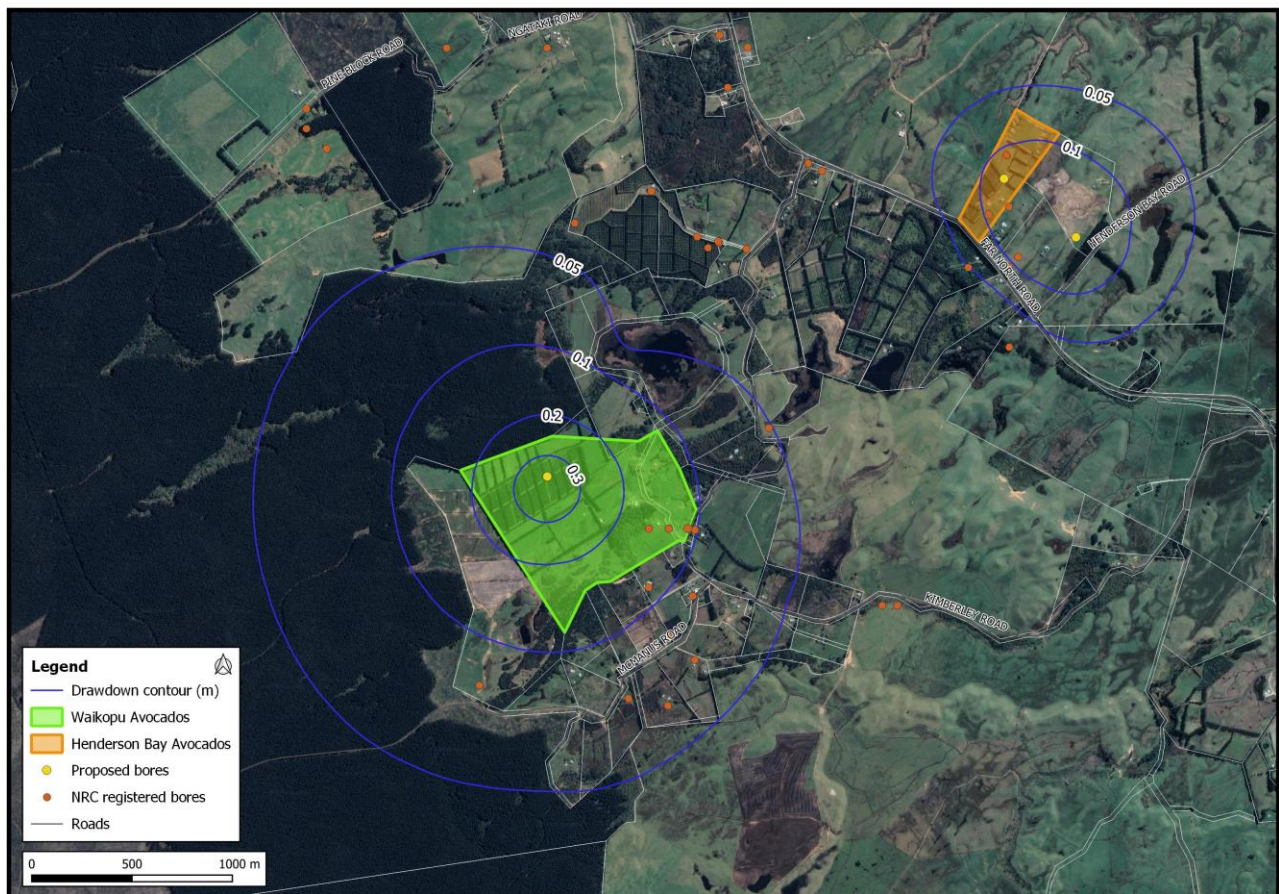 NGATAKI ROAD
PINE BLOCK ROAD
0.05
0.1
HENDERSON BAY ROAD
FAR NORTH ROAD
0.05
0.1
0.2
0.3
KIMBERLEY ROAD
MCMANUS ROAD
Legend
Drawdown contour (m)
Waikopu Avocados
Henderson Bay Avocados
Proposed bores
NRC registered bores
Roads
0 500 1000 m